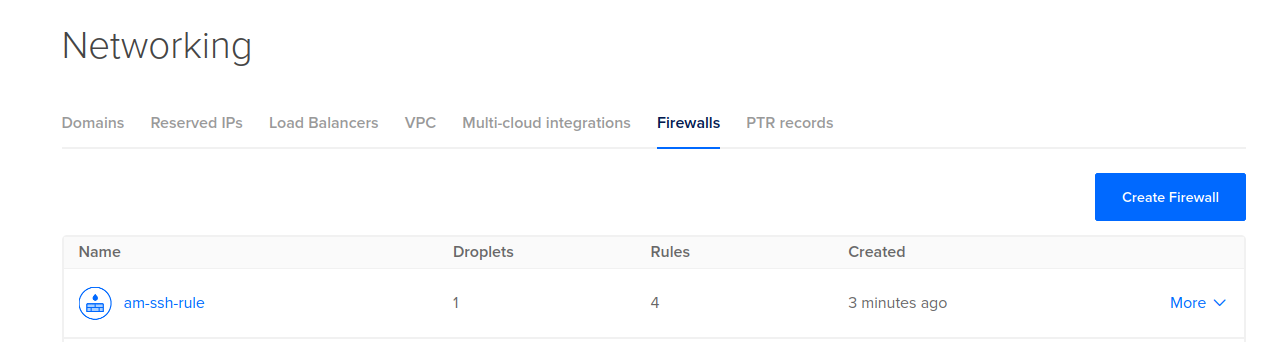 Networking
Domains Reserved IPs Load Balancers VPC Multi-cloud integrations Firewalls PTR records
Create Firewall
Name Droplets Rules Created
am-ssh-rule 1 4 3 minutes ago More